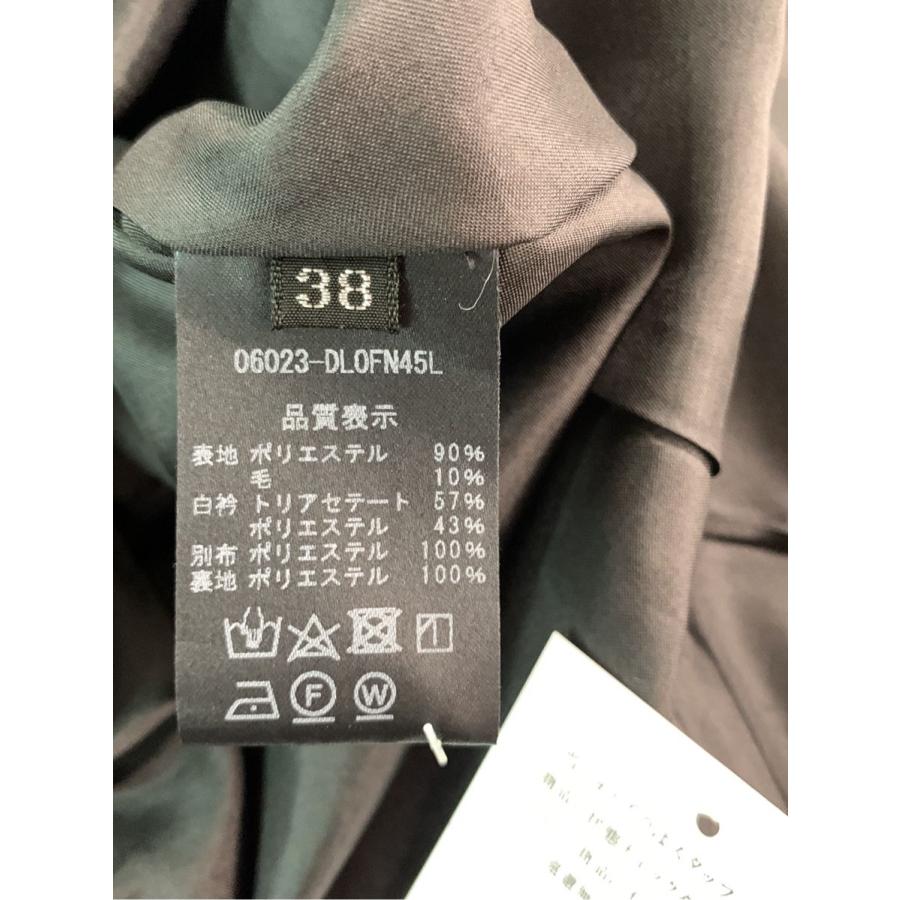 38
06023-DL0FN45L
品質表示
表地 ポリエステル 90%
毛 10%
白衿 トリアセテート 57%
ポリエステル 43%
別布 ポリエステル 100%
裏地 ポリエステル 100%
F W